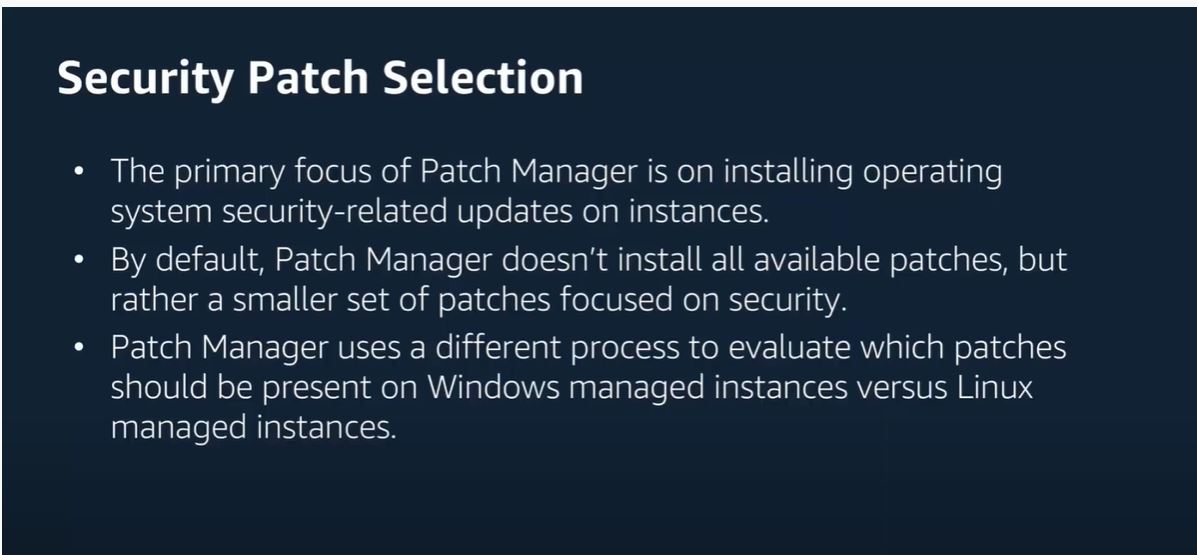 Security Patch Selection
• The primary focus of Patch Manager is on installing operating
system security-related updates on instances.
• By default, Patch Manager doesn’t install all available patches, but
rather a smaller set of patches focused on security.
• Patch Manager uses a different process to evaluate which patches
should be present on Windows managed instances versus Linux
managed instances.